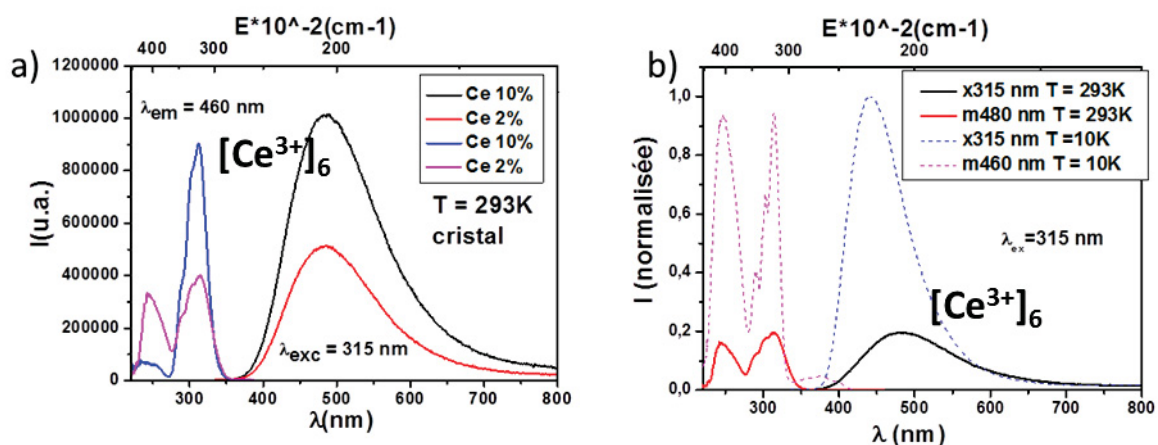 E*10^-2(cm-1)
400 300 200
a)
1200000
1000000
800000
600000
400000
200000
0
I(u.a.)
λem = 460 nm
[Ce³⁺]₆
Ce 10%
Ce 2%
Ce 10%
Ce 2%
T = 293K
cristal
λexc = 315 nm
300 400 500 600 700 800
λ(nm)
E*10^-2(cm-1)
400 300 200
b)
1,0
0,8
0,6
0,4
0,2
0,0
I (normalisée)
x315 nm T = 293K
m480 nm T = 293K
x315 nm T =10K
m460 nm T = 10K
λex=315 nm
[Ce³⁺]₆
300 400 500 600 700 800
λ (nm)